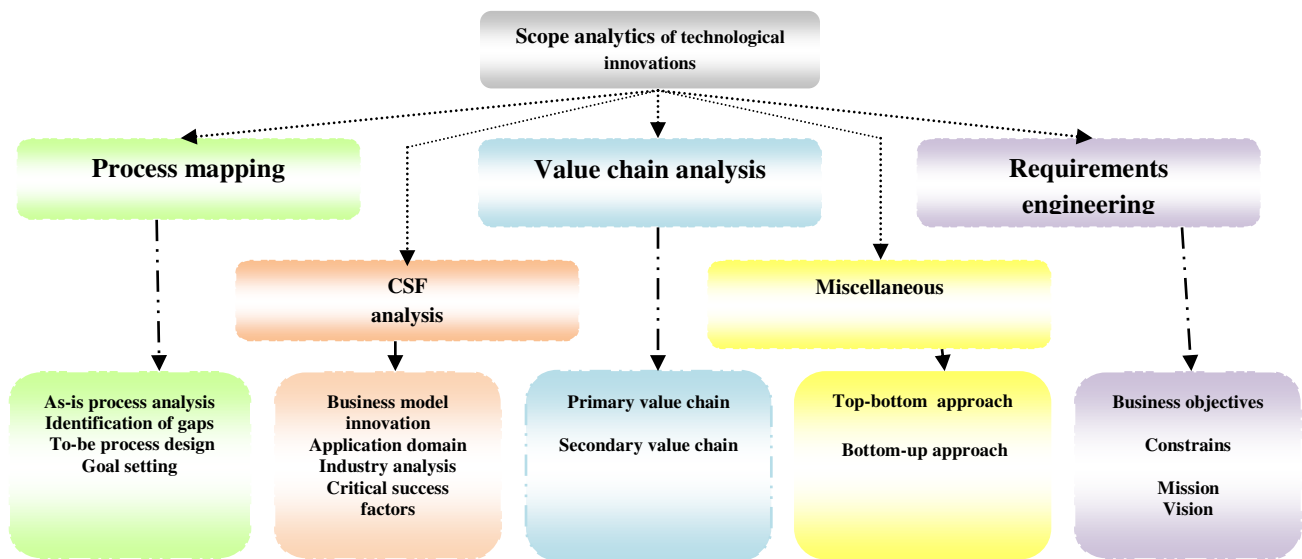 Scope analytics of technological
innovations
Process mapping
Value chain analysis
Requirements
engineering
CSF
analysis
Miscellaneous
As-is process analysis
Identification of gaps
To-be process design
Goal setting
Business model
innovation
Application domain
Industry analysis
Critical success
factors
Primary value chain
Secondary value chain
Top-bottom approach
Bottom-up approach
Business objectives
Constrains
Mission
Vision